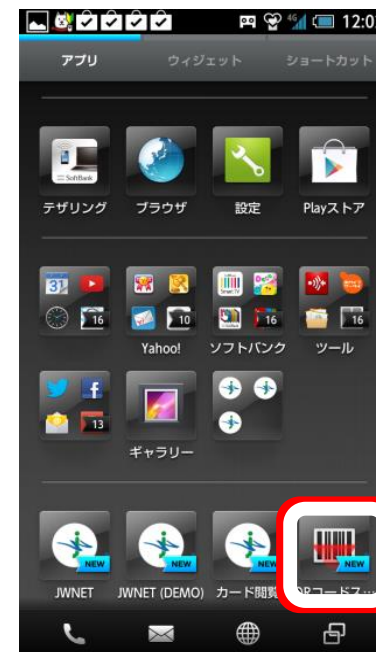 4G 12:0
アプリ ウィジェット ショートカット
SoftBank
テザリング ブラウザ 設定 Playストア
31 16 10 16 16
Yahoo! ソフトバンク ツール
13
ギャラリー
NEW NEW NEW NEW
JWNET JWNET (DEMO) カード閲覧 QRコードス…